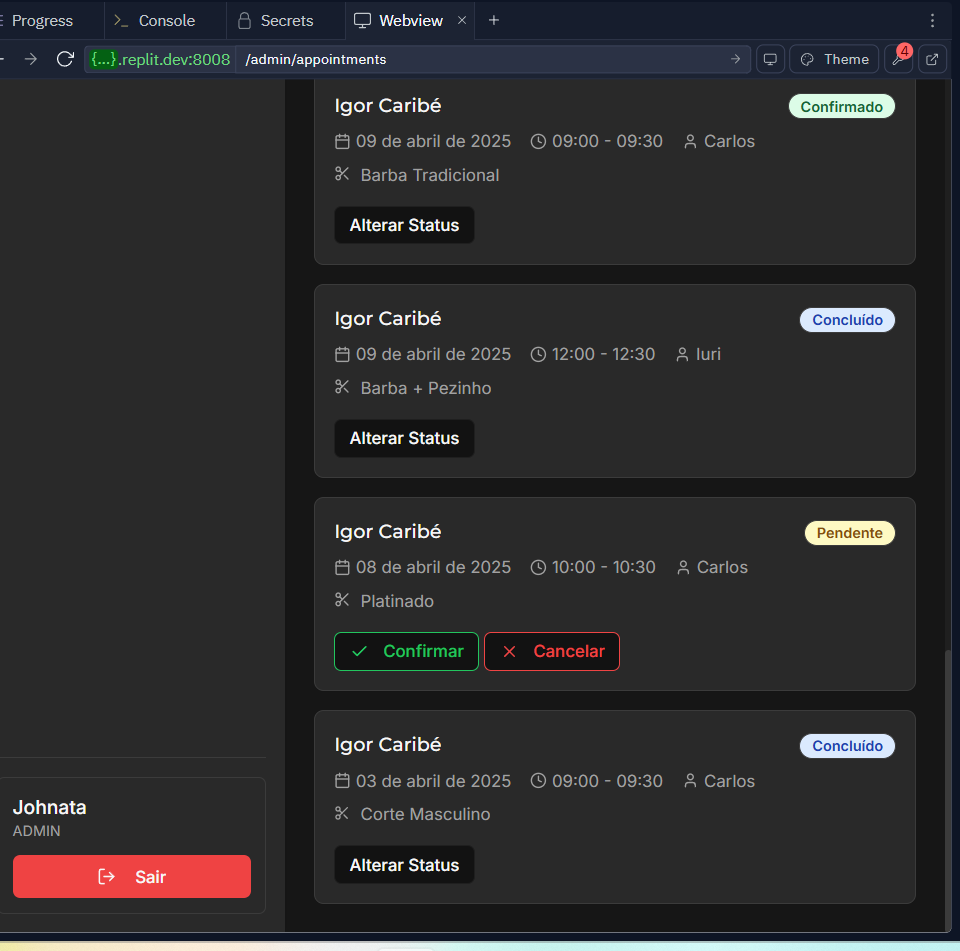 Progress
Console
Secrets
Webview
{...}.replit.dev:8008 /admin/appointments
Theme
4
Igor Caribé
Confirmado
09 de abril de 2025 09:00 - 09:30 Carlos
Barba Tradicional
Alterar Status
Igor Caribé
Concluído
09 de abril de 2025 12:00 - 12:30 Iuri
Barba + Pezinho
Alterar Status
Igor Caribé
Pendente
08 de abril de 2025 10:00 - 10:30 Carlos
Platinado
Confirmar
Cancelar
Igor Caribé
Concluído
03 de abril de 2025 09:00 - 09:30 Carlos
Corte Masculino
Alterar Status
Johnata
ADMIN
Sair